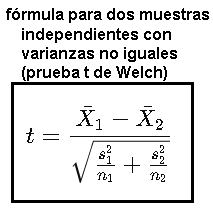 fórmula para dos muestras
independientes con
varianzas no iguales
(prueba t de Welch)
t = (X̄₁ − X̄₂) / √(s₁²/n₁ + s₂²/n₂)